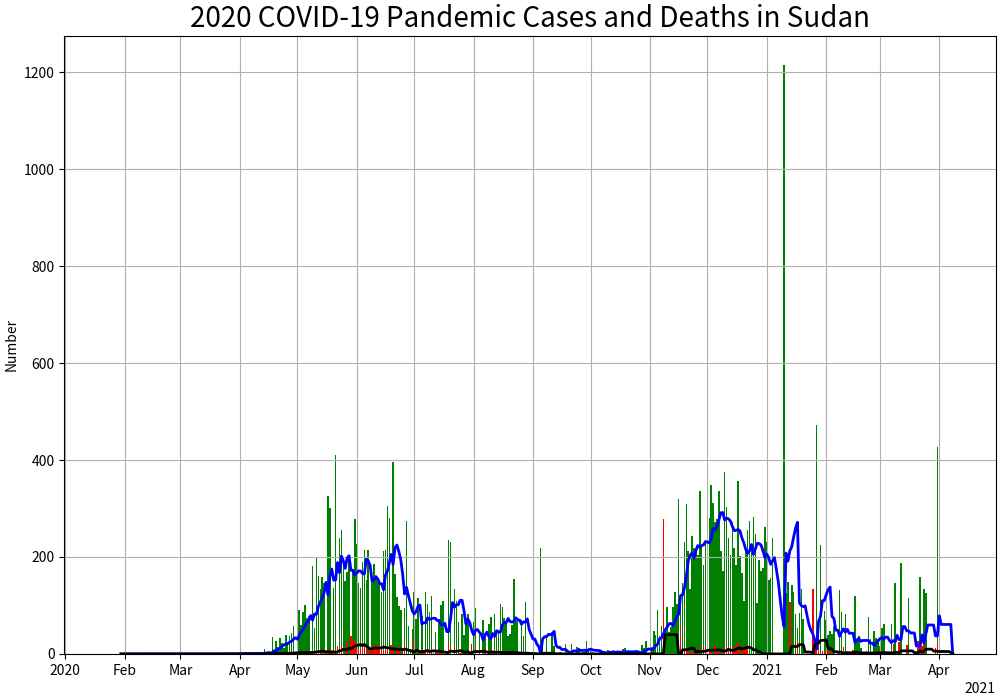 2020 COVID-19 Pandemic Cases and Deaths in Sudan
Number
1200
1000
800
600
400
200
0
2020 Feb Mar Apr May Jun Jul Aug Sep Oct Nov Dec 2021 Feb Mar Apr
2021